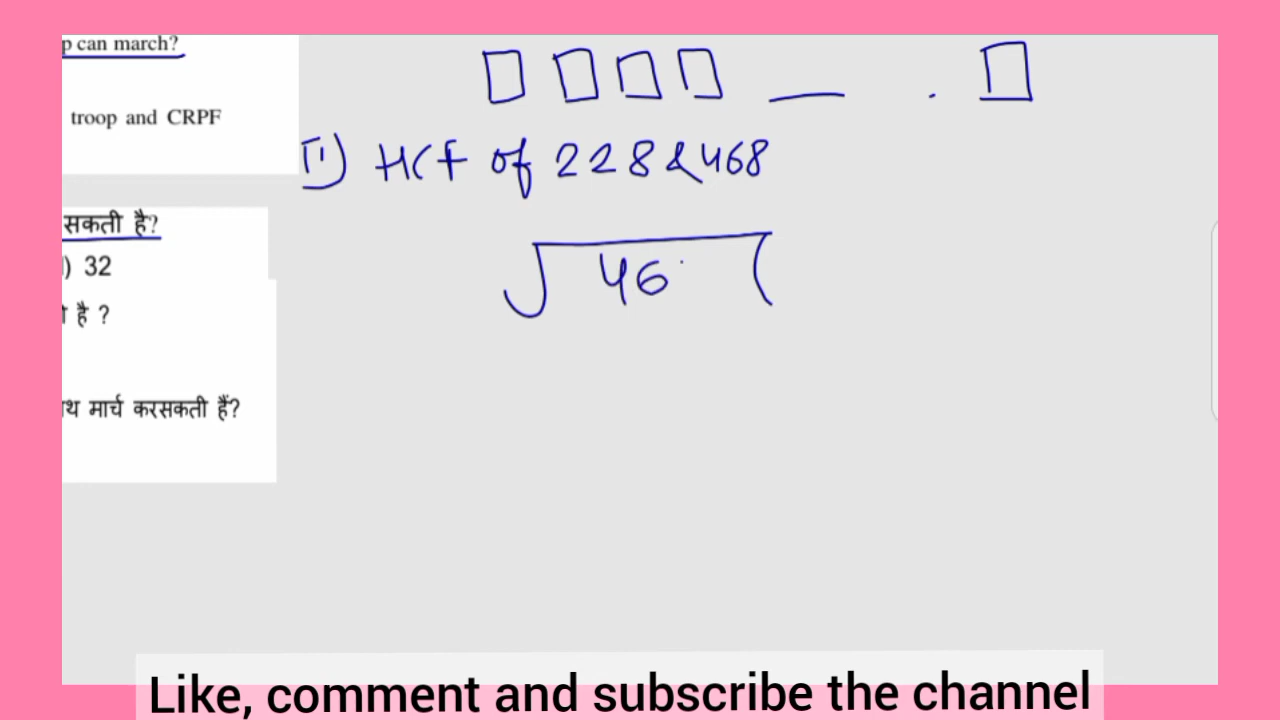 p can march?
troop and CRPF
II) HCF of 228 & 468
सकती है?
) 32
46
है ?
मार्च करसकती हैं?
Like, comment and subscribe the channel